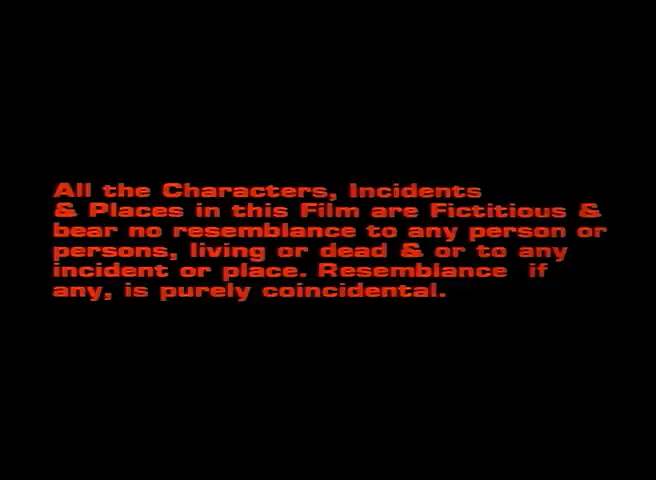 All the Characters, Incidents
& Places in this Film are Fictitious &
bear no resemblance to any person or
persons, living or dead & or to any
incident or place. Resemblance if
any, is purely coincidental.